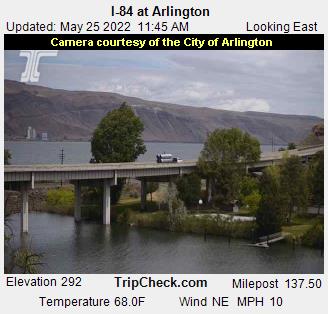 I-84 at Arlington
Updated: May 25 2022 11:45 AM Looking East
Camera courtesy of the City of Arlington
Elevation 292 TripCheck.com Milepost 137.50
Temperature 68.0F Wind NE MPH 10